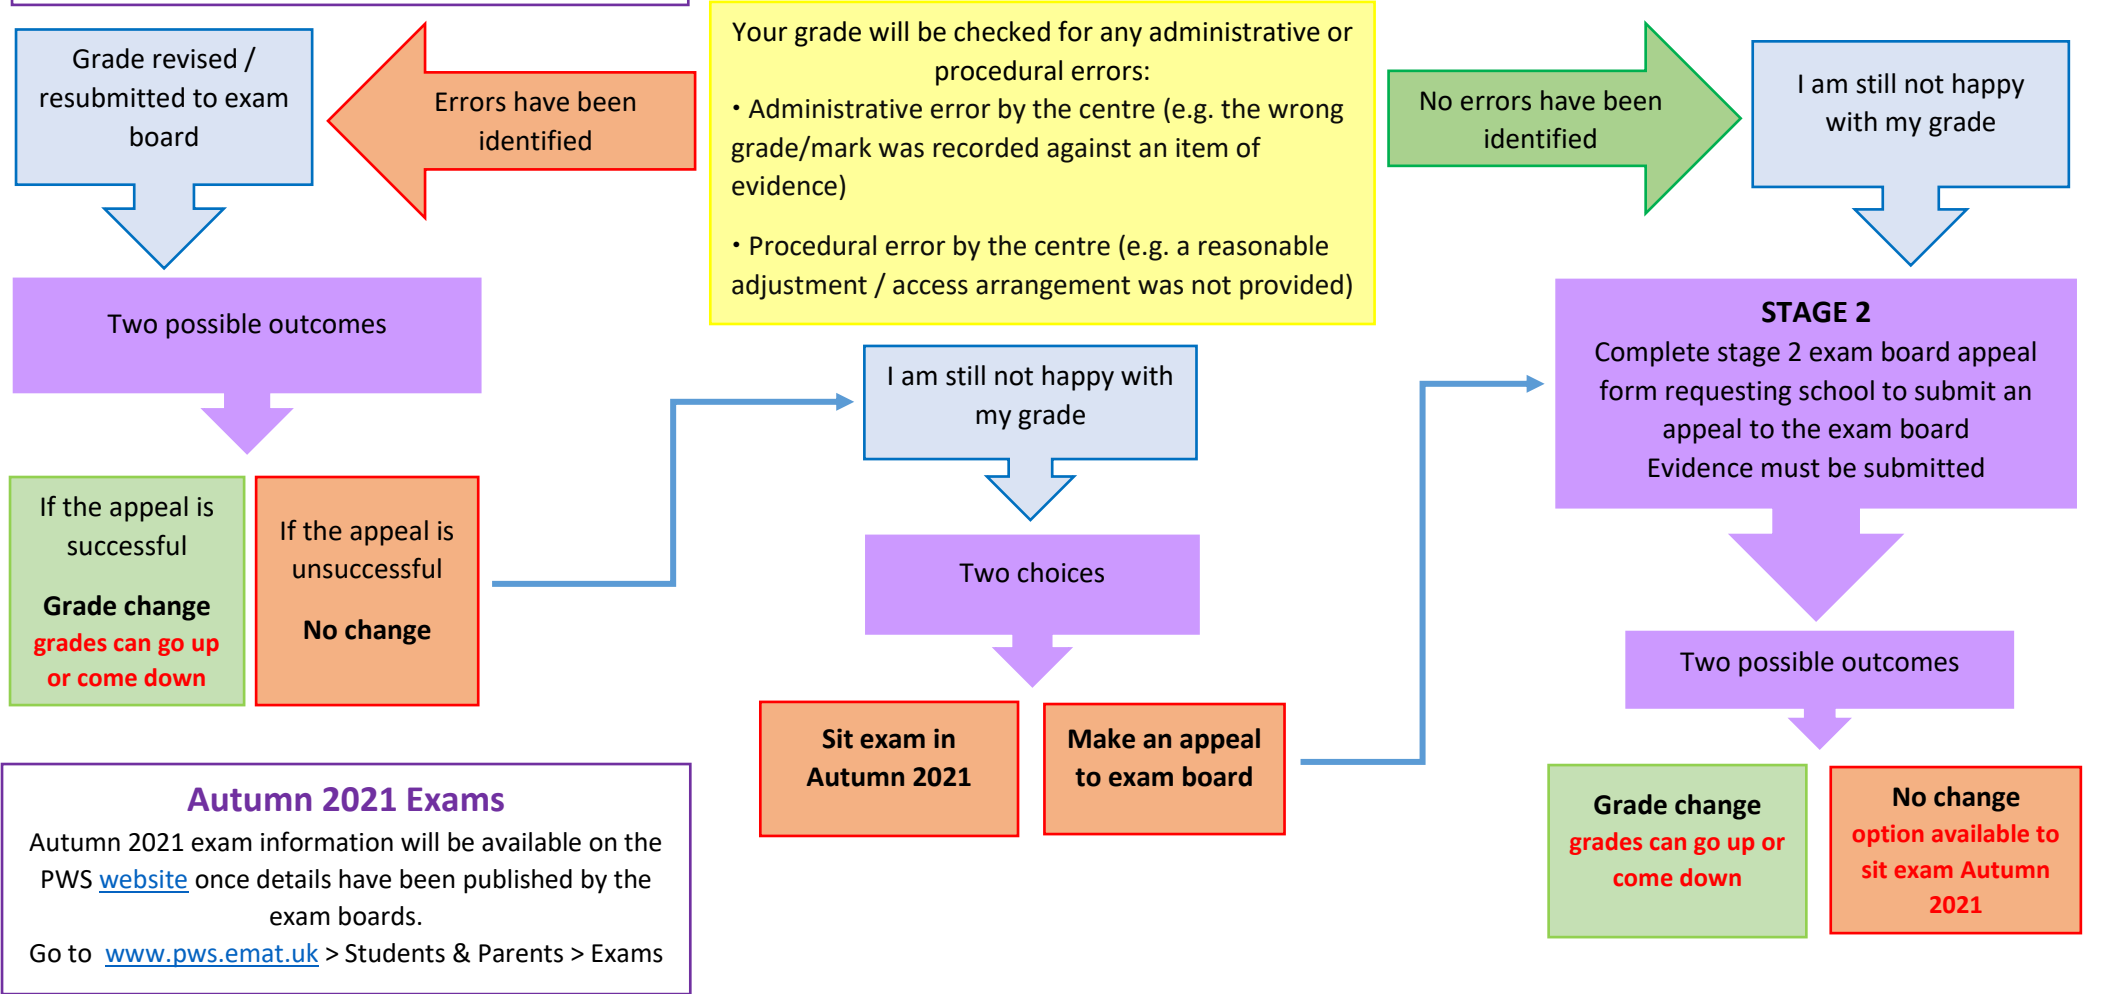 Grade revised /
resubmitted to exam
board
Errors have been
identified
Your grade will be checked for any administrative or
procedural errors:
· Administrative error by the centre (e.g. the wrong
grade/mark was recorded against an item of
evidence)
· Procedural error by the centre (e.g. a reasonable
adjustment / access arrangement was not provided)
No errors have been
identified
I am still not happy
with my grade
Two possible outcomes
If the appeal is
successful
Grade change
grades can go up
or come down
If the appeal is
unsuccessful
No change
I am still not happy with
my grade
Two choices
Sit exam in
Autumn 2021
Make an appeal
to exam board
STAGE 2
Complete stage 2 exam board appeal
form requesting school to submit an
appeal to the exam board
Evidence must be submitted
Two possible outcomes
Grade change
grades can go up or
come down
No change
option available to
sit exam Autumn
2021
Autumn 2021 Exams
Autumn 2021 exam information will be available on the
PWS website once details have been published by the
exam boards.
Go to www.pws.emat.uk > Students & Parents > Exams